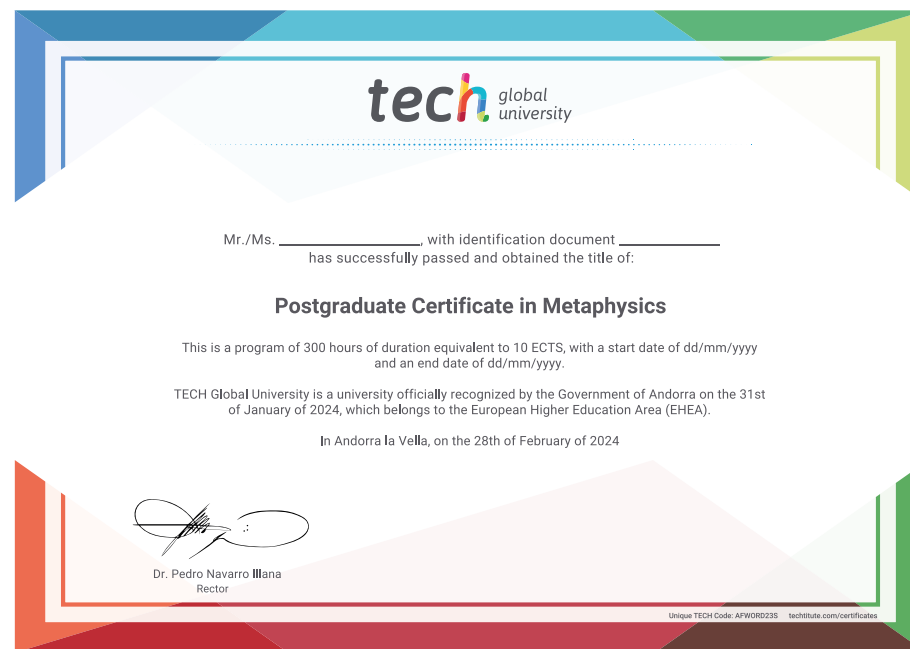 tech global university
Mr./Ms. ____________________, with identification document ______________
has successfully passed and obtained the title of:
Postgraduate Certificate in Metaphysics
This is a program of 300 hours of duration equivalent to 10 ECTS, with a start date of dd/mm/yyyy
and an end date of dd/mm/yyyy.
TECH Global University is a university officially recognized by the Government of Andorra on the 31st
of January of 2024, which belongs to the European Higher Education Area (EHEA).
In Andorra la Vella, on the 28th of February of 2024
Dr. Pedro Navarro Illana
Rector
Unique TECH Code: AFWORD23S techtitute.com/certificates